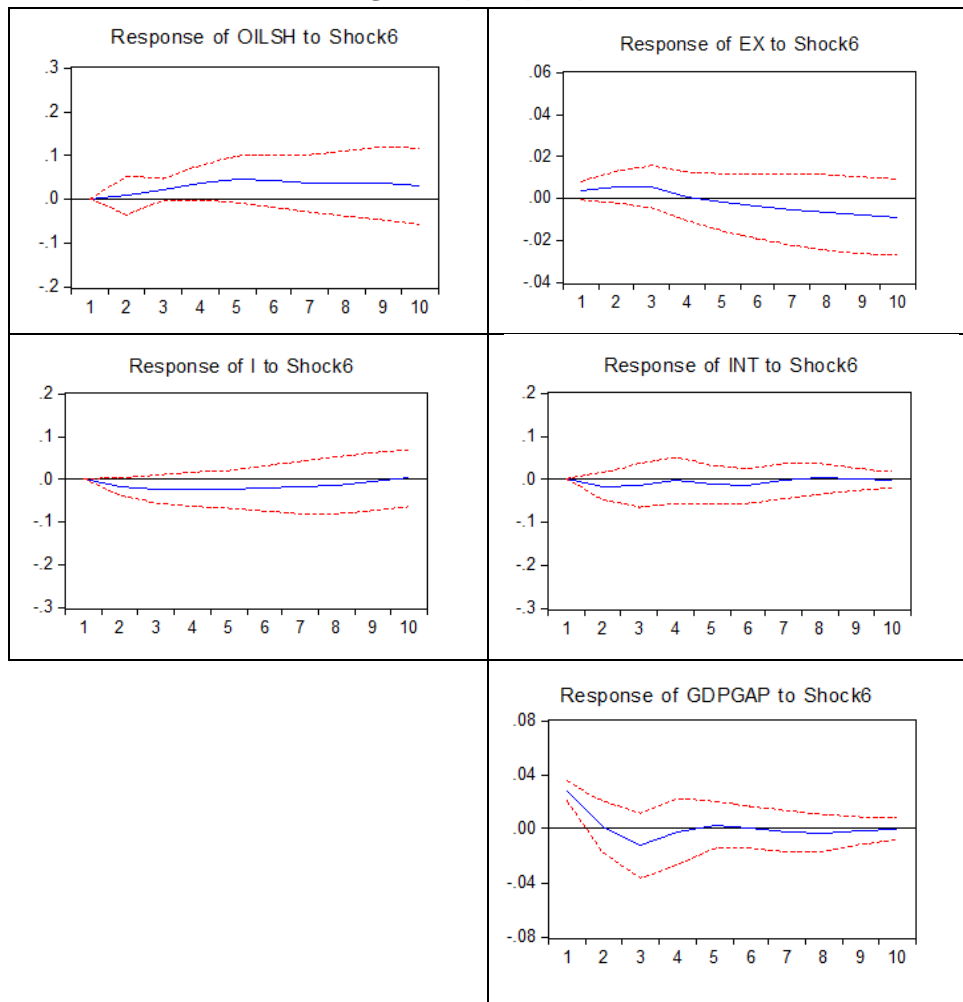 Response of OILSH to Shock6
.3
.2
.1
.0
-.1
-.2
1 2 3 4 5 6 7 8 9 10
Response of EX to Shock6
.06
.04
.02
.00
-.02
-.04
1 2 3 4 5 6 7 8 9 10
Response of I to Shock6
.2
.1
.0
-.1
-.2
-.3
1 2 3 4 5 6 7 8 9 10
Response of INT to Shock6
.2
.1
.0
-.1
-.2
-.3
1 2 3 4 5 6 7 8 9 10
Response of GDPGAP to Shock6
.08
.04
.00
-.04
-.08
1 2 3 4 5 6 7 8 9 10